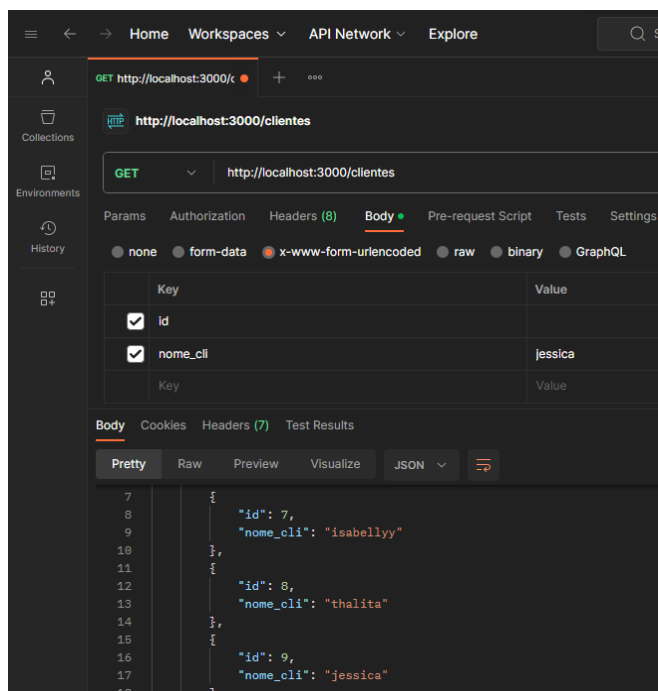 Home Workspaces API Network Explore
GET http://localhost:3000/c
HTTP http://localhost:3000/clientes
Collections
Environments
History
GET http://localhost:3000/clientes
Params Authorization Headers (8) Body Pre-request Script Tests Settings
none form-data x-www-form-urlencoded raw binary GraphQL
Key Value
id
nome_cli jessica
Key Value
Body Cookies Headers (7) Test Results
Pretty Raw Preview Visualize JSON
7 {
8 "id": 7,
9 "nome_cli": "isabellyy"
10 },
11 {
12 "id": 8,
13 "nome_cli": "thalita"
14 },
15 {
16 "id": 9,
17 "nome_cli": "jessica"